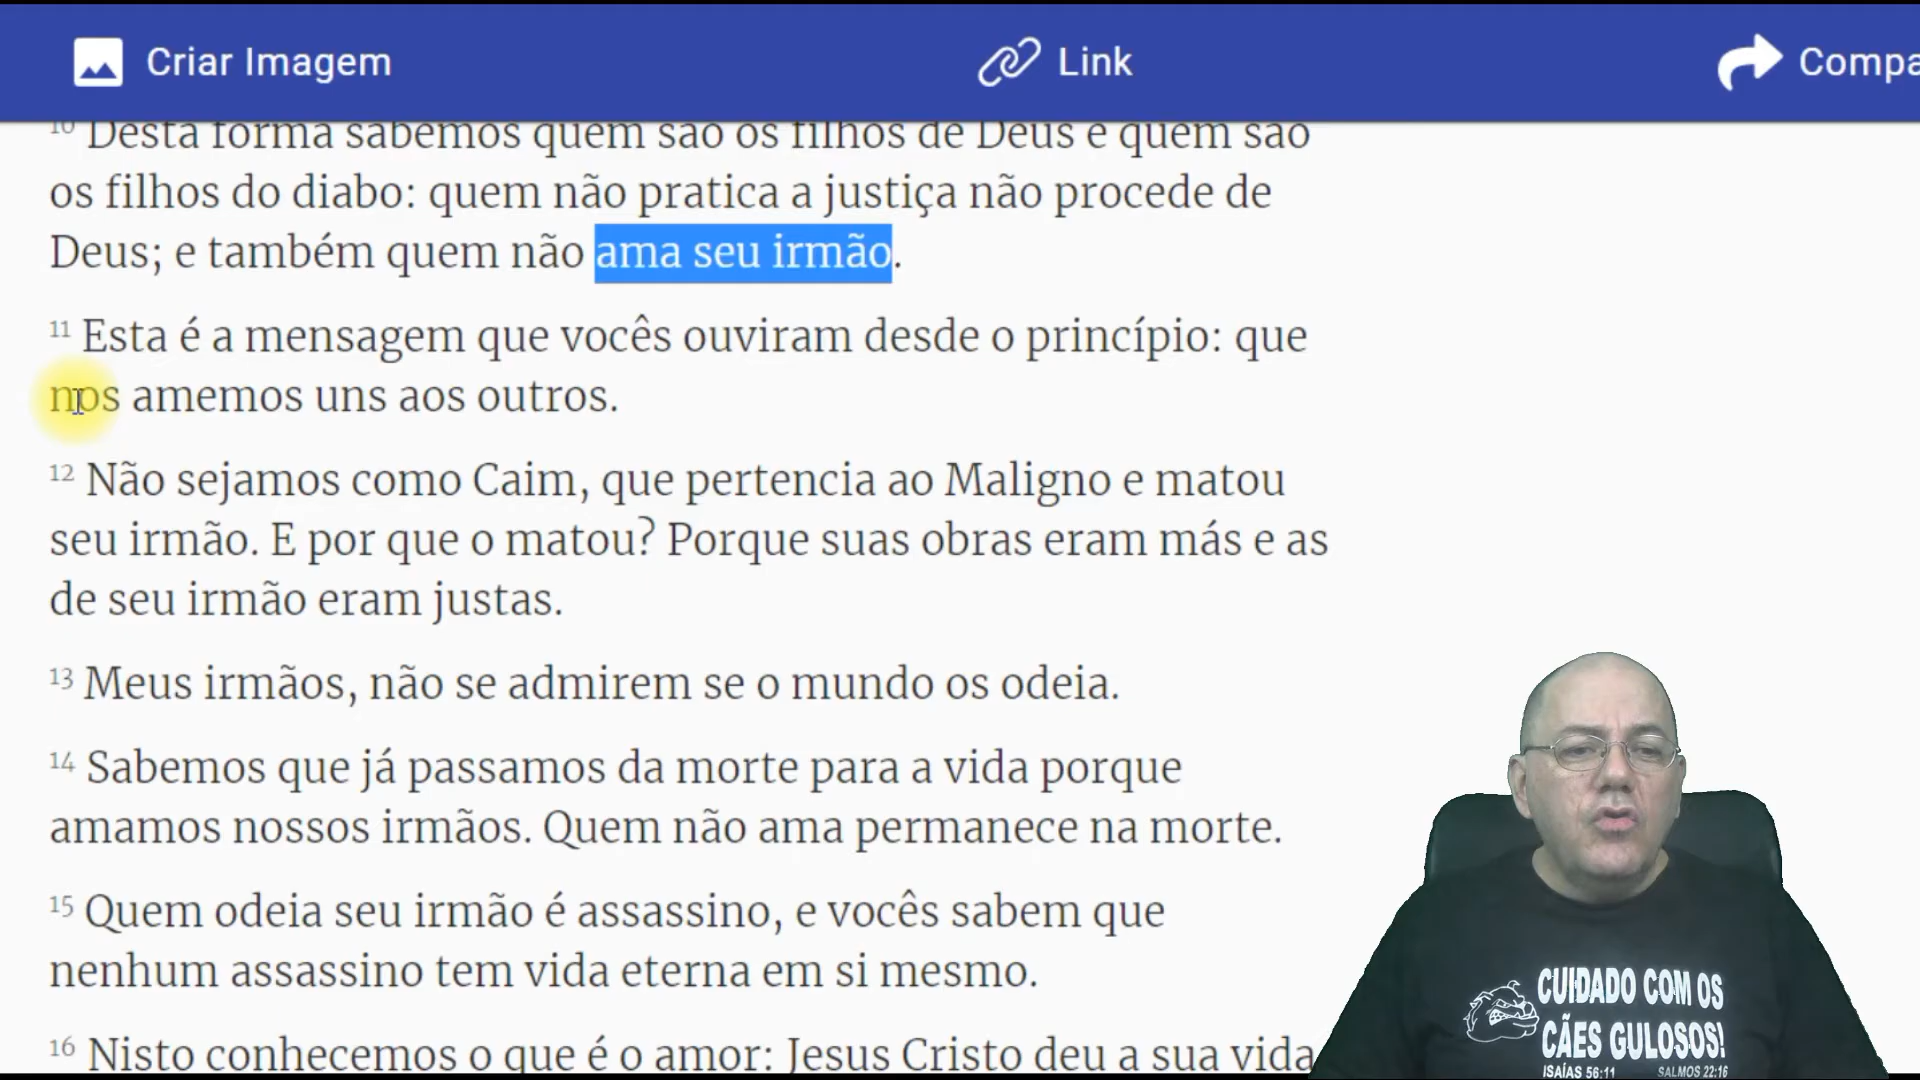 Criar Imagem
Link
Compa
10 Desta forma sabemos quem são os filhos de Deus e quem são
os filhos do diabo: quem não pratica a justiça não procede de
Deus; e também quem não ama seu irmão.
11 Esta é a mensagem que vocês ouviram desde o princípio: que
nos amemos uns aos outros.
12 Não sejamos como Caim, que pertencia ao Maligno e matou
seu irmão. E por que o matou? Porque suas obras eram más e as
de seu irmão eram justas.
13 Meus irmãos, não se admirem se o mundo os odeia.
14 Sabemos que já passamos da morte para a vida porque
amamos nossos irmãos. Quem não ama permanece na morte.
15 Quem odeia seu irmão é assassino, e vocês sabem que
nenhum assassino tem vida eterna em si mesmo.
16 Nisto conhecemos o que é o amor: Jesus Cristo deu a sua vida
CUIDADO COM OS
CÃES GULOSOS!
ISAÍAS 56:11 SALMOS 22:16